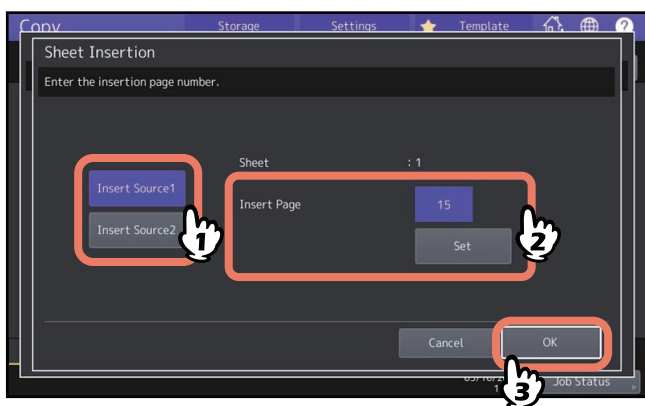 Copy
Storage
Settings
Template
?
Sheet Insertion
Enter the insertion page number.
Sheet : 1
Insert Source1
Insert Page 15
Insert Source2
1
Set
2
Cancel
OK
3
Job Status